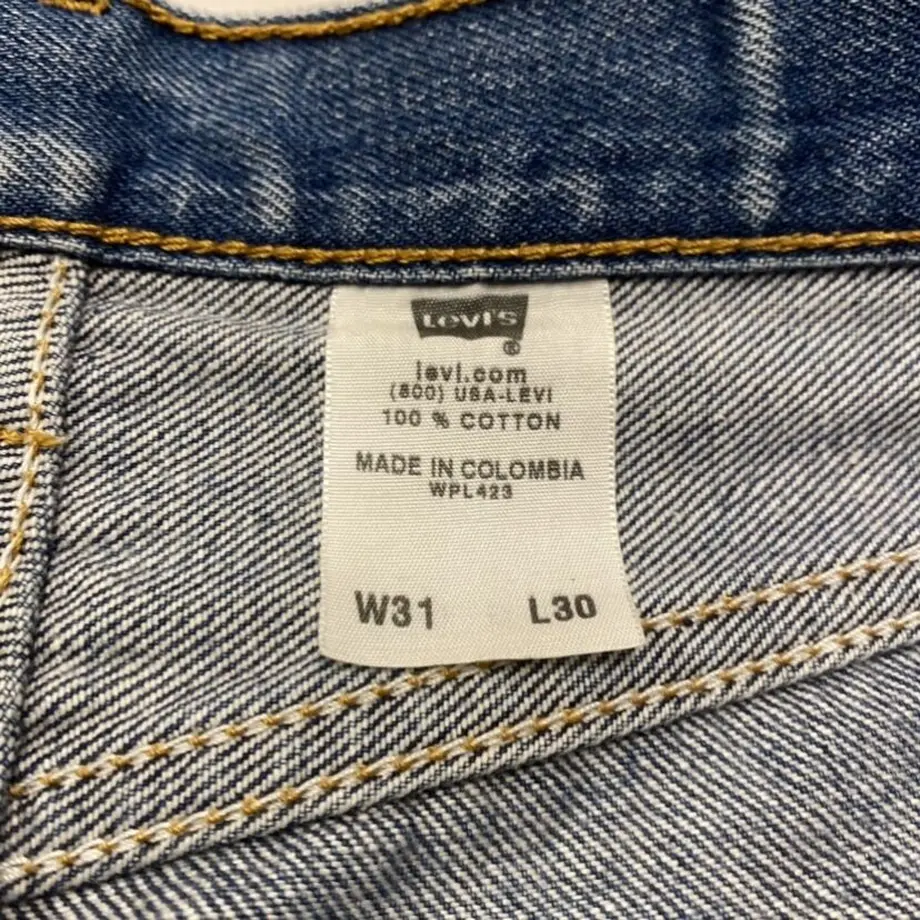 Levi's
®
levi.com
(800) USA-LEVI
100 % COTTON
MADE IN COLOMBIA
WPL423
W31 L30